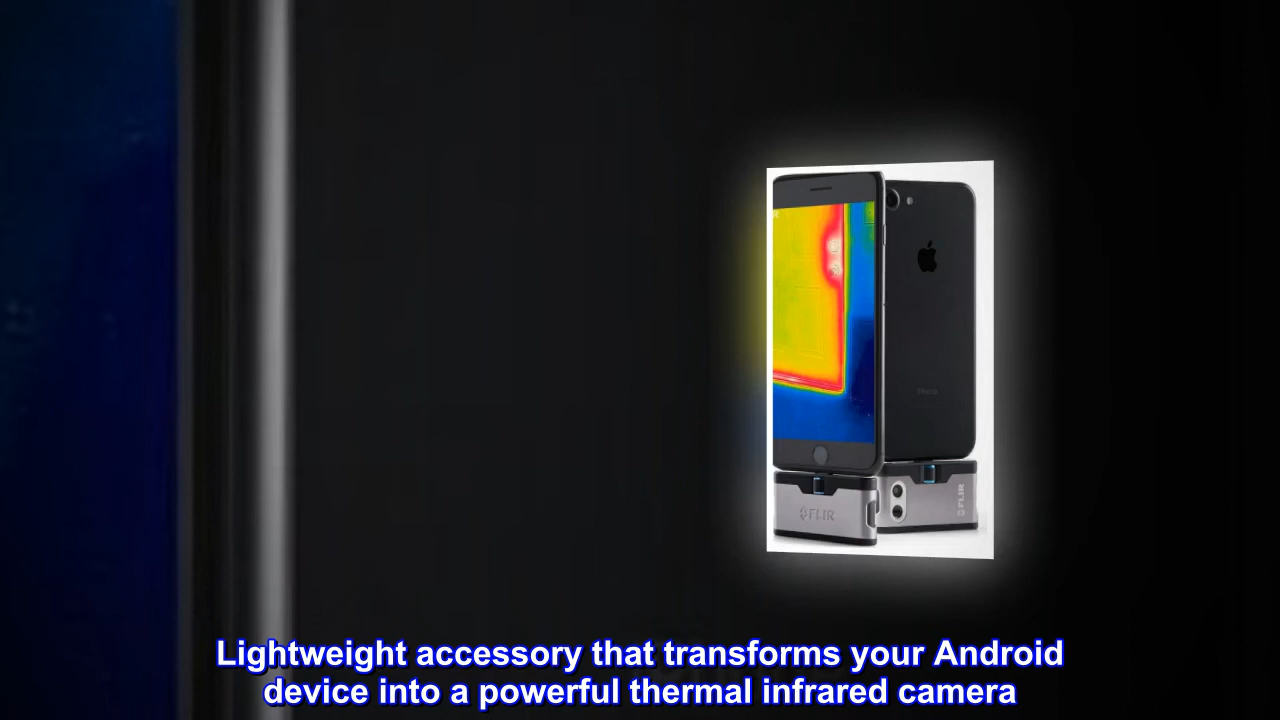 FLIR
FLIR
Lightweight accessory that transforms your Android
device into a powerful thermal infrared camera